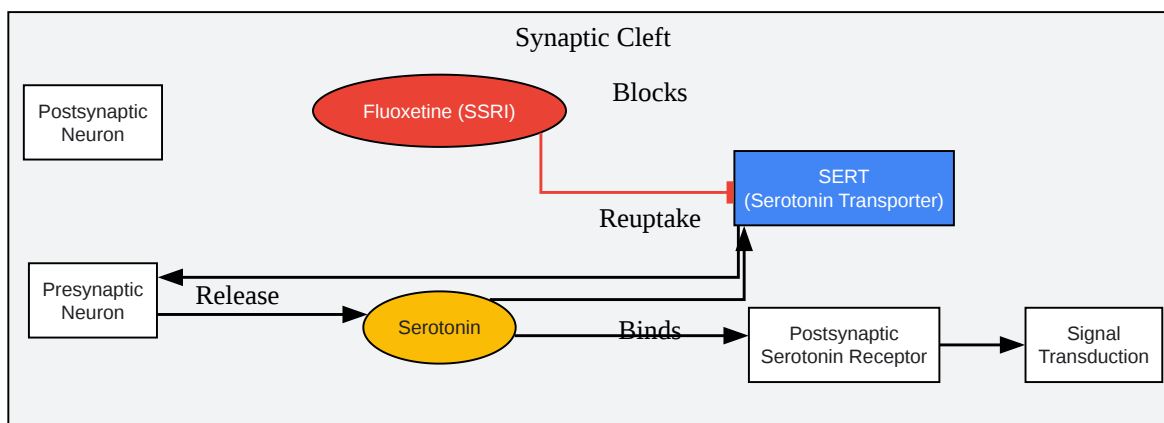 Synaptic Cleft
Postsynaptic
Neuron
Fluoxetine (SSRI)
Blocks
SERT
(Serotonin Transporter)
Reuptake
Presynaptic
Neuron
Release
Serotonin
Binds
Postsynaptic
Serotonin Receptor
Signal
Transduction